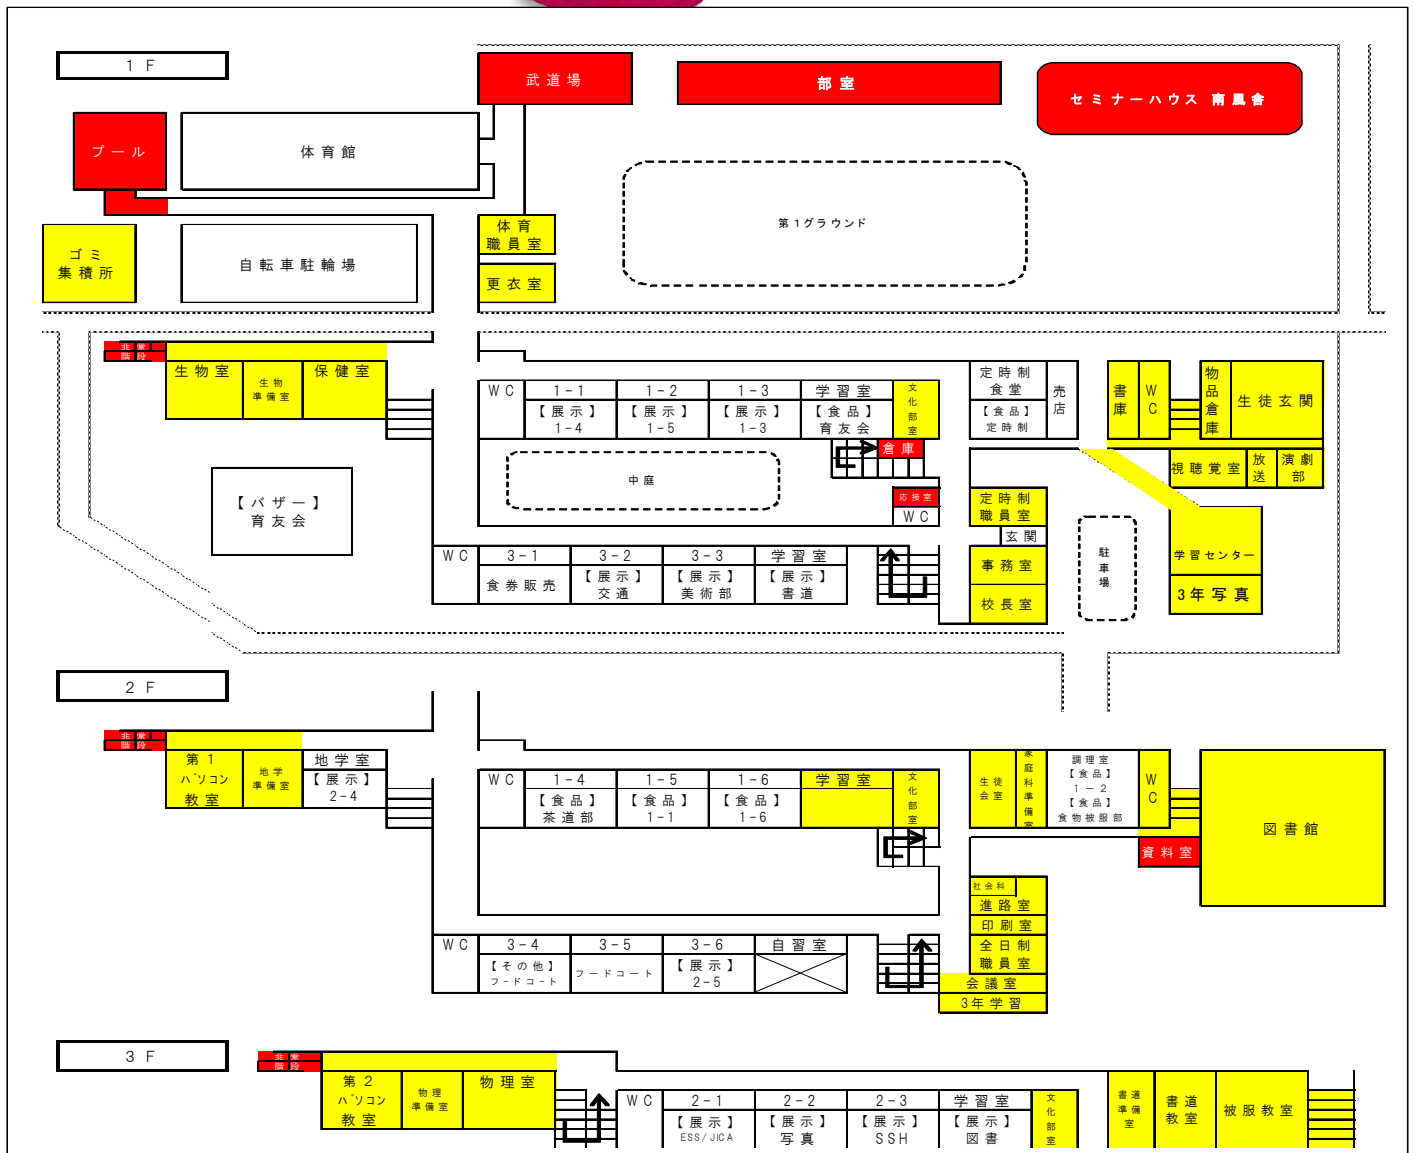 1F
武道場
部室
セミナーハウス 南風舎
プール
体育館
第1グラウンド
体育
職員室
ゴミ
集積所
自転車駐輪場
更衣室
非常
階段
生物室
生物
準備室
保健室
WC
1-1
【展示】
1-4
1-2
【展示】
1-5
1-3
【展示】
1-3
学習室
【食品】
育友会
文
化
部
室
定時制
食堂
【食品】
定時制
売
店
書
庫
W
C
物
品
倉
庫
生徒玄関
倉庫
視聴覚室
放
送
演劇
部
【バザー】
育友会
中庭
応接室
WC
定時制
職員室
玄関
駐
車
場
学習センター
3年写真
WC
3-1
食券販売
3-2
【展示】
交通
3-3
【展示】
美術部
学習室
【展示】
書道
事務室
校長室
2F
非常
階段
第1
パソコン
教室
地学
準備室
地学室
【展示】
2-4
WC
1-4
【食品】
茶道部
1-5
【食品】
1-1
1-6
【食品】
1-6
学習室
文
化
部
室
生徒
会室
家
庭
科
準
備
室
調理室
【食品】
1-2
【食品】
食物被服部
W
C
図書館
資料室
社会科
進路室
印刷室
全日制
職員室
会議室
3年学習
WC
3-4
【その他】
フードコート
3-5
フードコート
3-6
【展示】
2-5
自習室
3F
非常
階段
第2
パソコン
教室
物理
準備室
物理室
WC
2-1
【展示】
ESS/JICA
2-2
【展示】
写真
2-3
【展示】
SSH
学習室
【展示】
図書
文
化
部
室
書道
準備
室
書道
教室
被服教室